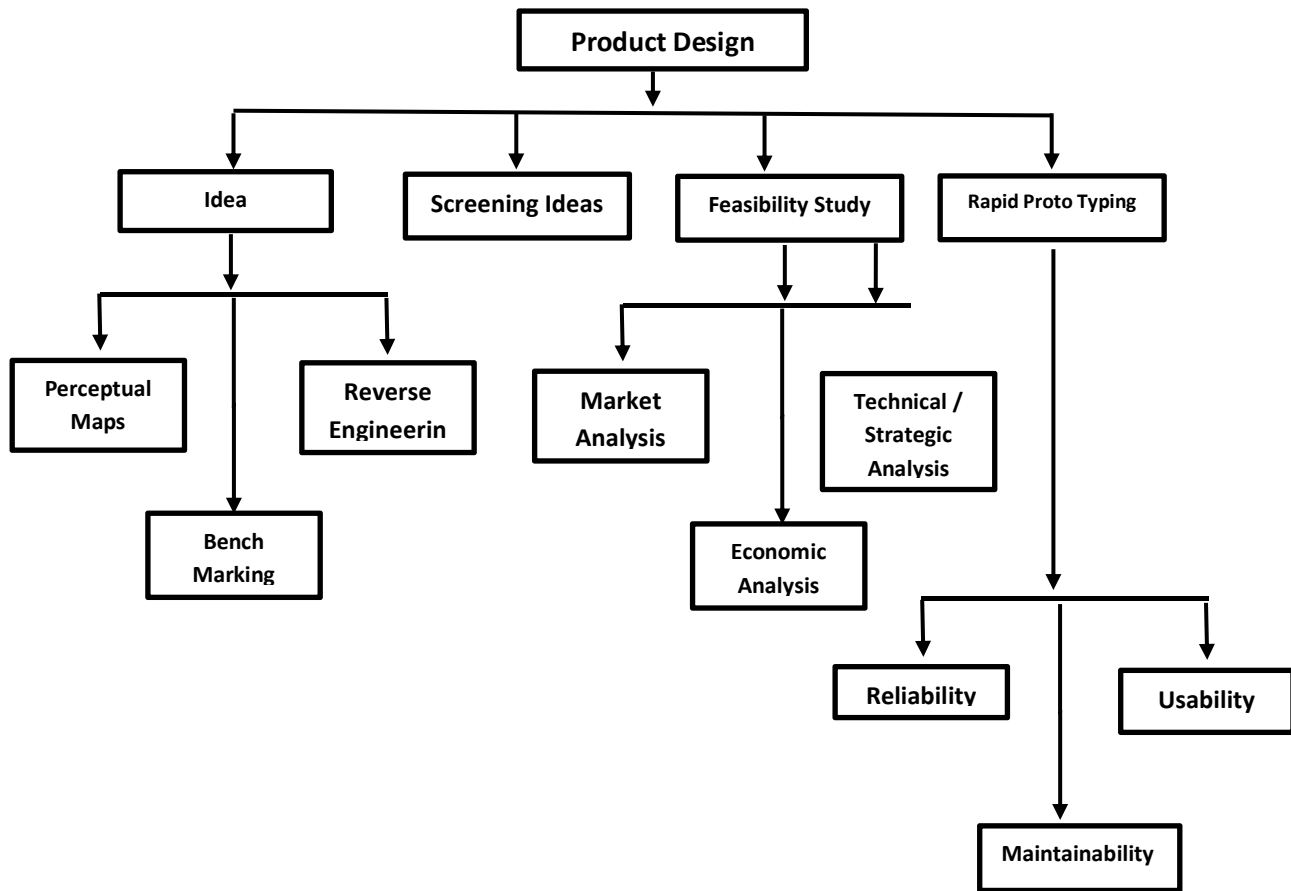 Product Design
Idea
Screening Ideas
Feasibility Study
Rapid Proto Typing
Perceptual
Maps
Reverse
Engineerin
Market
Analysis
Technical /
Strategic
Analysis
Bench
Marking
Economic
Analysis
Reliability
Usability
Maintainability